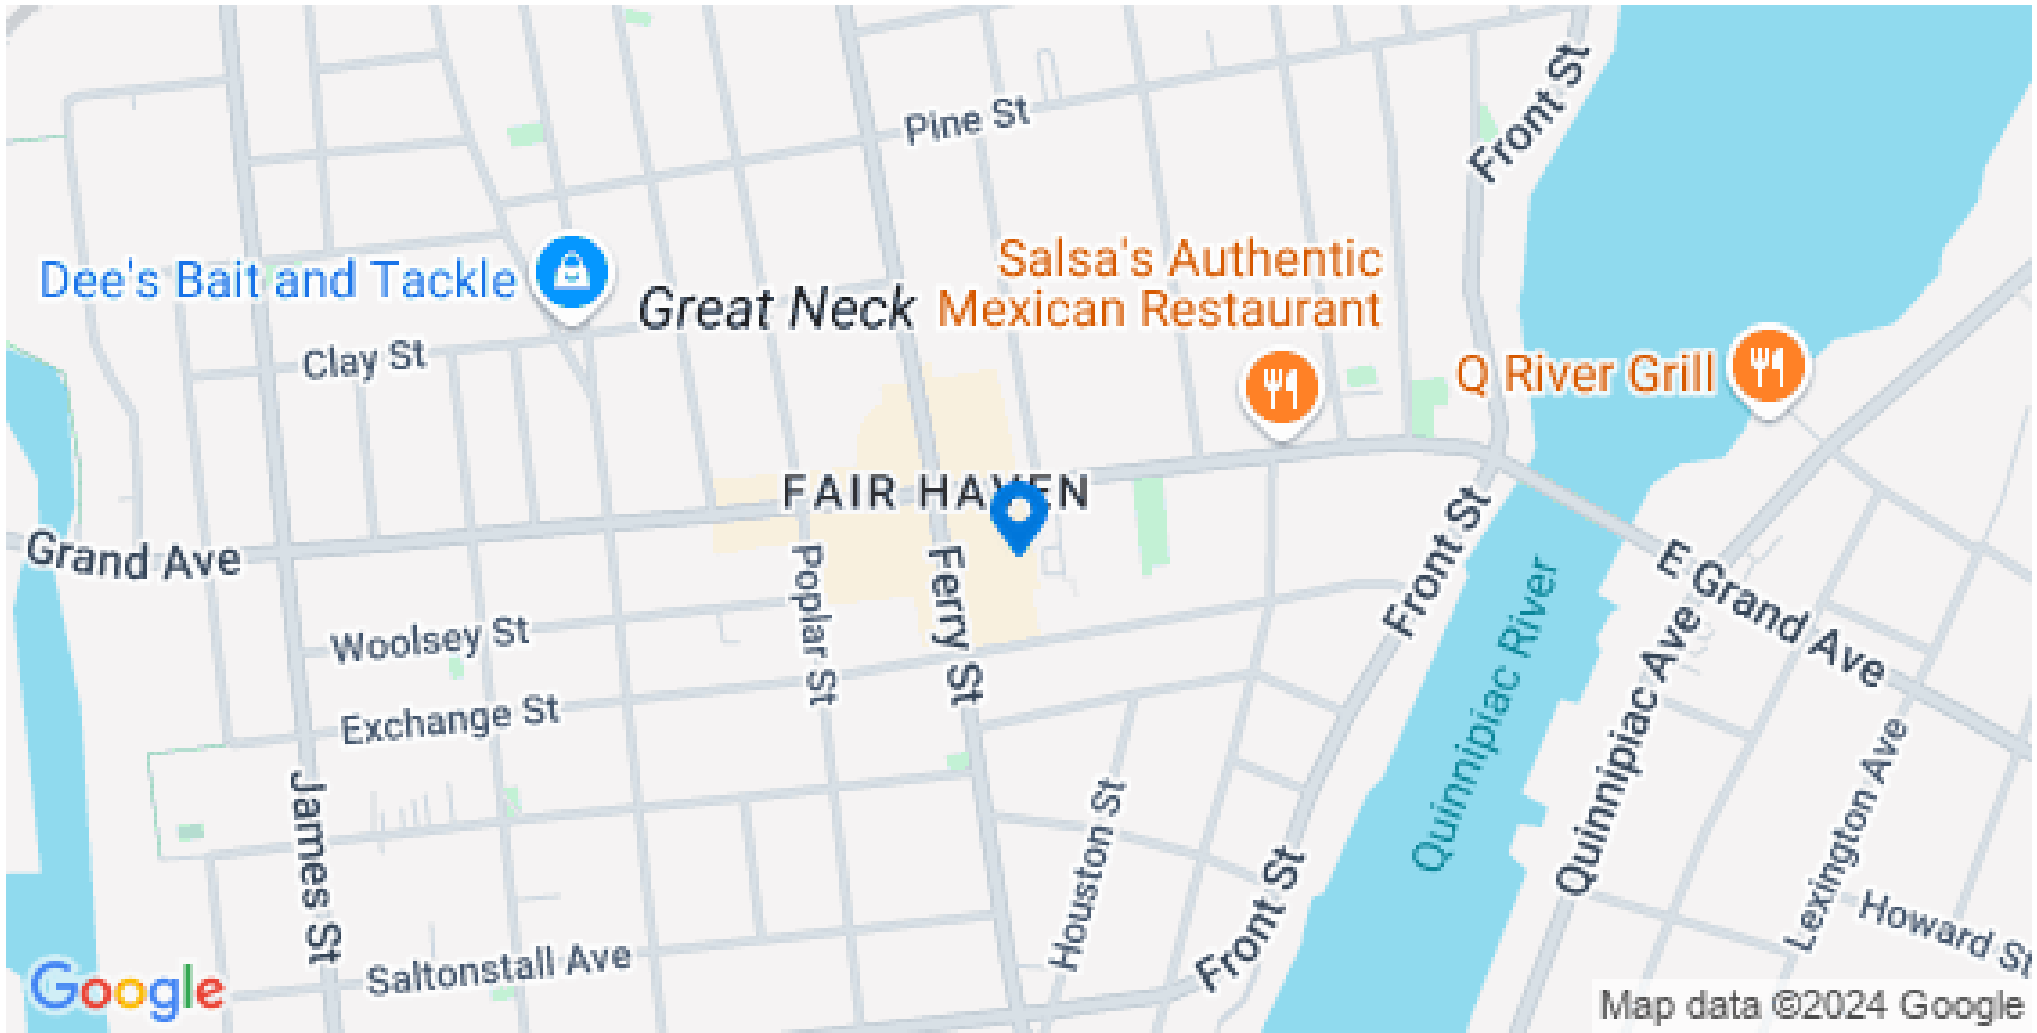 Pine St
Front St
Dee's Bait and Tackle
Great Neck
Salsa's Authentic
Mexican Restaurant
Clay St
Q River Grill
FAIR HAVEN
Grand Ave
Poplar St
Ferry St
Front St
E Grand Ave
Woolsey St
Exchange St
Quinnipiac River
Quinnipiac Ave
James St
Houston St
Front St
Lexington Ave
Howard St
Saltonstall Ave
Google
Map data ©2024 Google